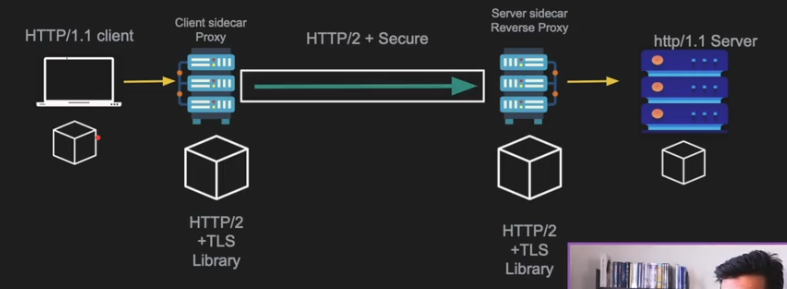 HTTP/1.1 client
Client sidecar
Proxy
HTTP/2 + Secure
Server sidecar
Reverse Proxy
http/1.1 Server
HTTP/2
+TLS
Library
HTTP/2
+TLS
Library